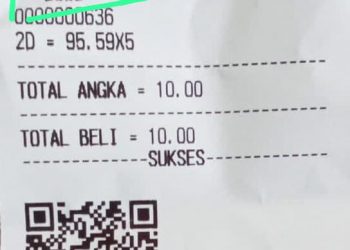 0000000636
2D = 95.59X5
--------------------------------
TOTAL ANGKA = 10.00
--------------------------------
TOTAL BELI = 10.00
-------------SUKSES-------------